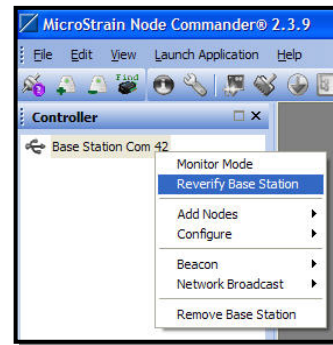 MicroStrain Node Commander® 2.3.9
File Edit View Launch Application Help
Find
Controller
Base Station Com 42
Monitor Mode
Reverify Base Station
Add Nodes
Configure
Beacon
Network Broadcast
Remove Base Station